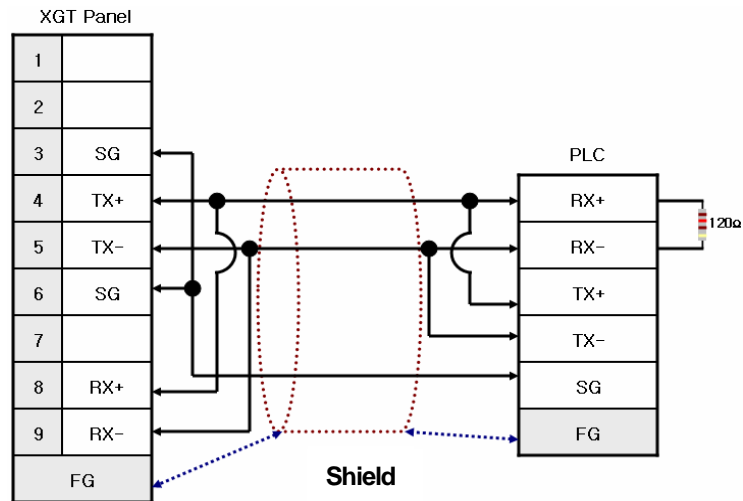 XGT Panel
1
2
3 SG
4 TX+
5 TX-
6 SG
7
8 RX+
9 RX-
FG
Shield
PLC
RX+
RX-
TX+
TX-
SG
FG
120Ω